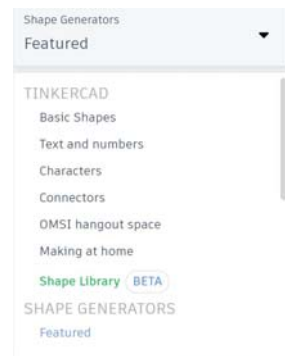 Shape Generators
Featured
TINKERCAD
Basic Shapes
Text and numbers
Characters
Connectors
OMSI hangout space
Making at home
Shape Library BETA
SHAPE GENERATORS
Featured